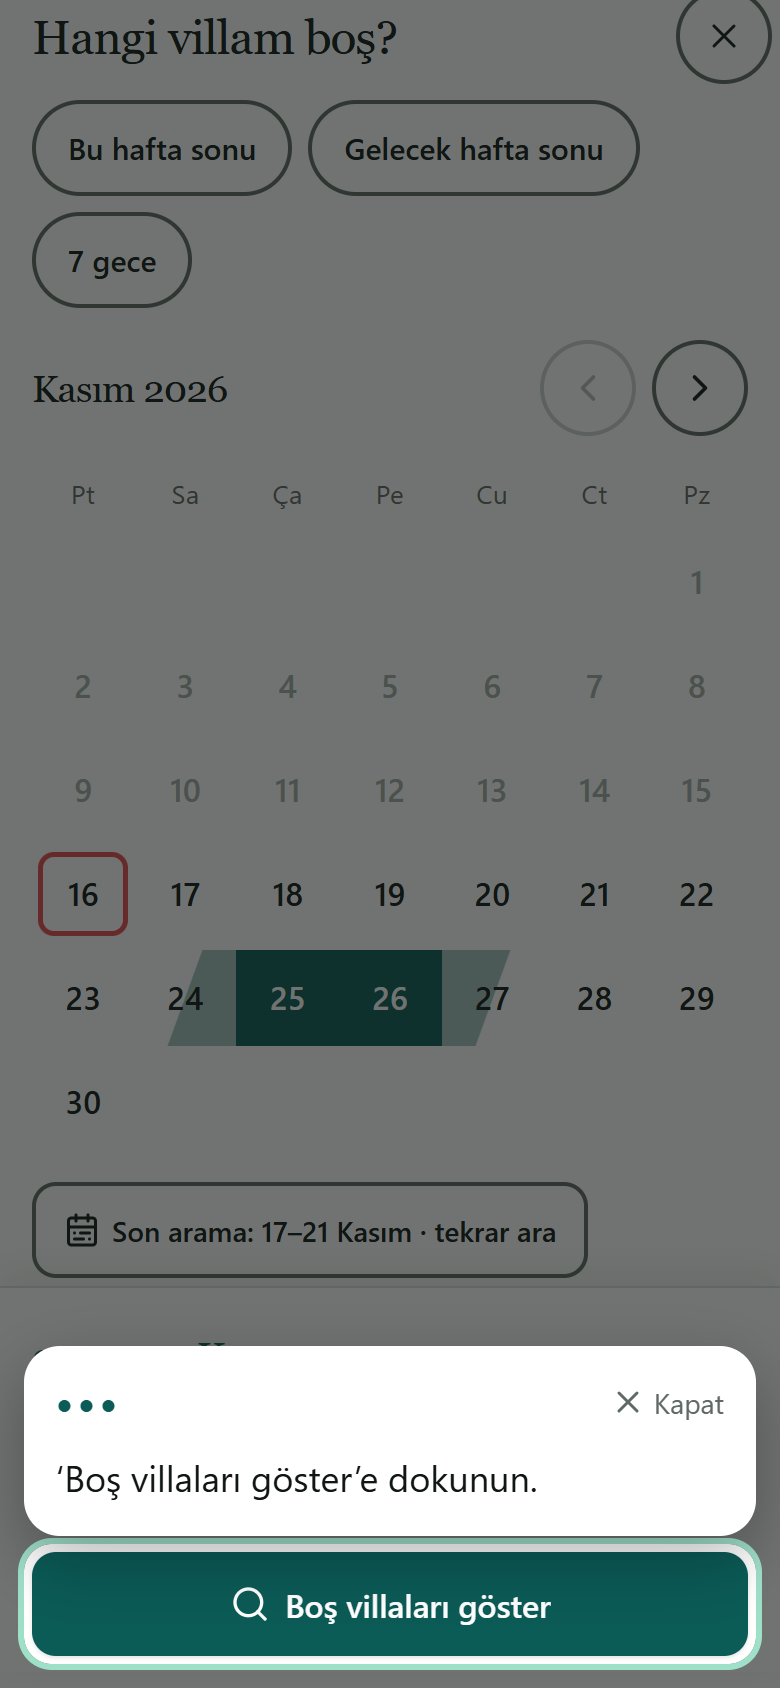 Hangi villam boş?
Bu hafta sonu
Gelecek hafta sonu
7 gece
Kasım 2026
Pt Sa Ça Pe Cu Ct Pz
1
2 3 4 5 6 7 8
9 10 11 12 13 14 15
16 17 18 19 20 21 22
23 24 25 26 27 28 29
30
Son arama: 17–21 Kasım · tekrar ara
Kapat
‘Boş villaları göster’e dokunun.
Boş villaları göster